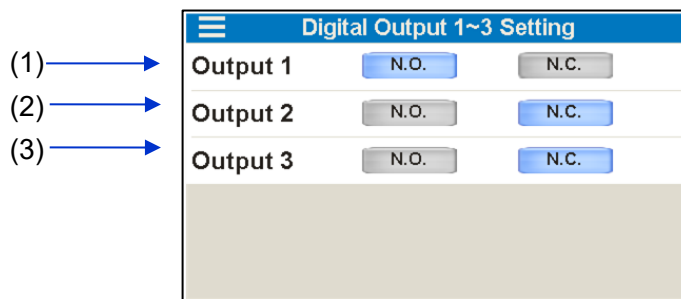 Digital Output 1~3 Setting
(1) Output 1 N.O. N.C.
(2) Output 2 N.O. N.C.
(3) Output 3 N.O. N.C.